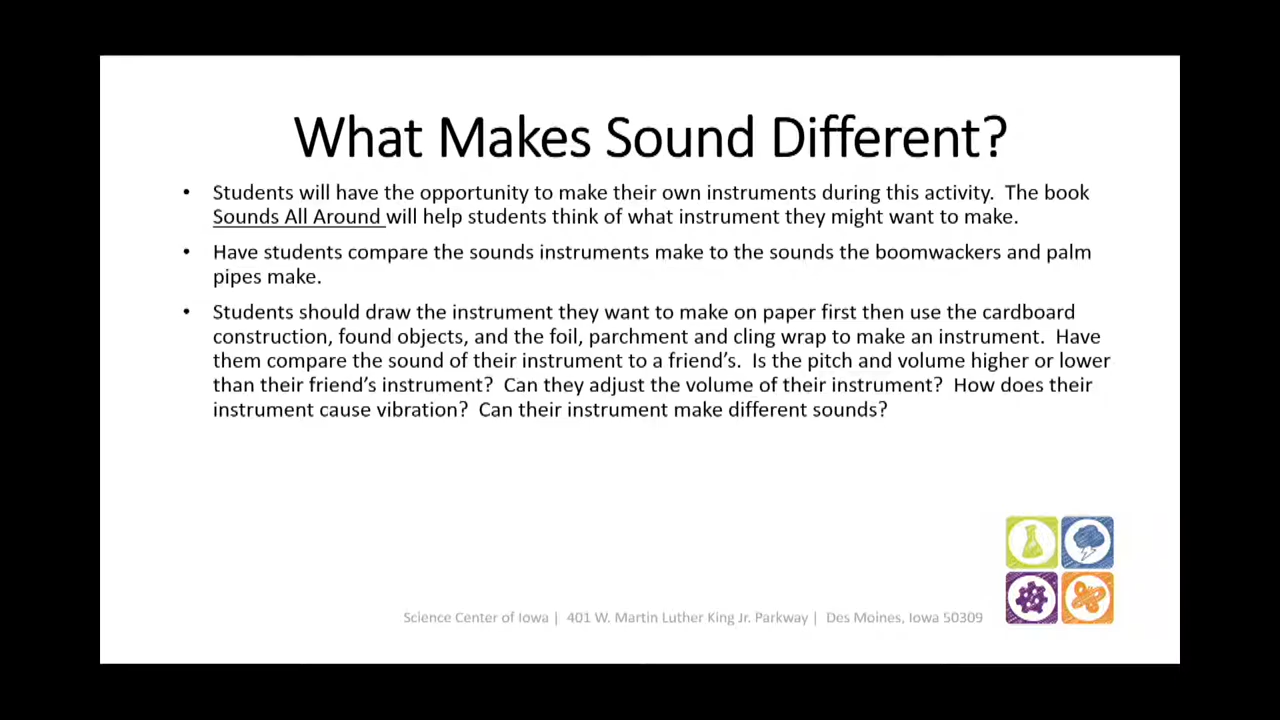 What Makes Sound Different?
• Students will have the opportunity to make their own instruments during this activity.  The book
Sounds All Around will help students think of what instrument they might want to make.
• Have students compare the sounds instruments make to the sounds the boomwackers and palm
pipes make.
• Students should draw the instrument they want to make on paper first then use the cardboard
construction, found objects, and the foil, parchment and cling wrap to make an instrument.  Have
them compare the sound of their instrument to a friend’s.  Is the pitch and volume higher or lower
than their friend’s instrument?  Can they adjust the volume of their instrument?  How does their
instrument cause vibration?  Can their instrument make different sounds?
Science Center of Iowa |  401 W. Martin Luther King Jr. Parkway |  Des Moines, Iowa 50309